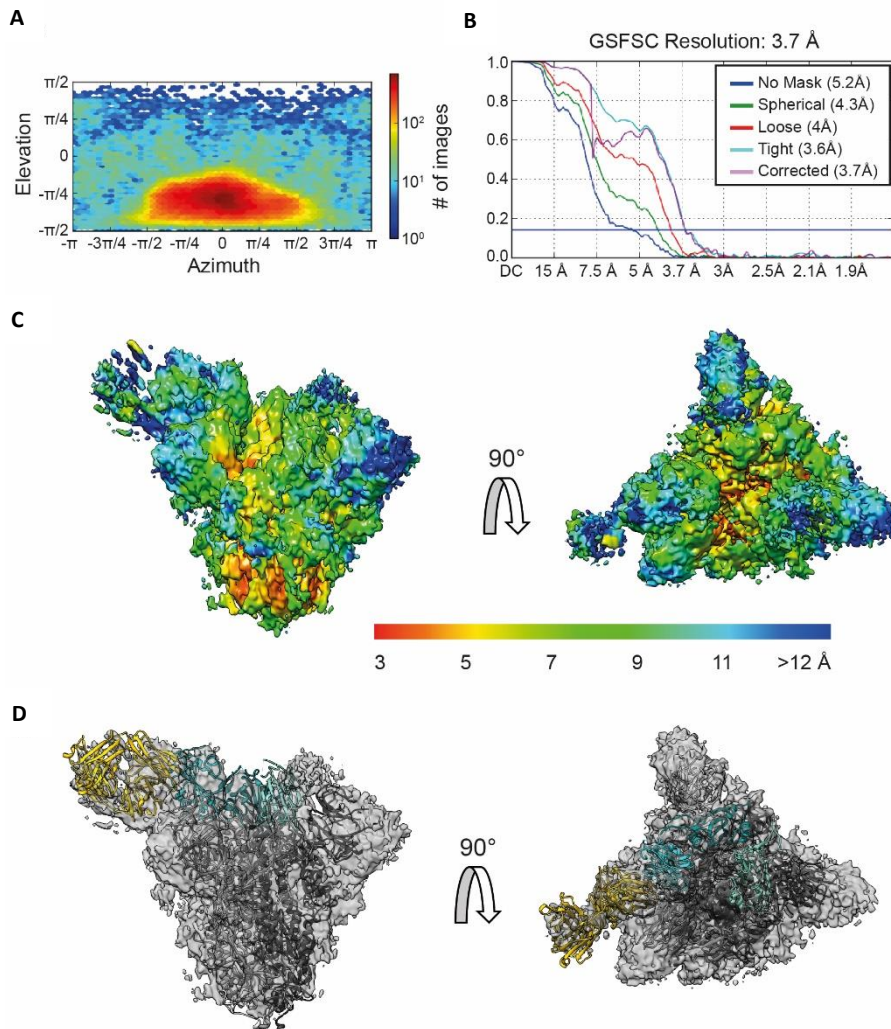 A
π/2
π/4
0
-π/4
-π/2
Elevation
-π
-3π/4
-π/2
-π/4
0
π/4
π/2
3π/4
π
Azimuth
10²
10¹
10⁰
# of images
B
GSFSC Resolution: 3.7 Å
1.0
0.8
0.6
0.4
0.2
0.0
No Mask (5.2Å)
Spherical (4.3Å)
Loose (4Å)
Tight (3.6Å)
Corrected (3.7Å)
DC
15 Å
7.5 Å
5 Å
3.7 Å
3Å
2.5Å
2.1Å
1.9Å
C
90°
3
5
7
9
11
>12 Å
D
90°
90°